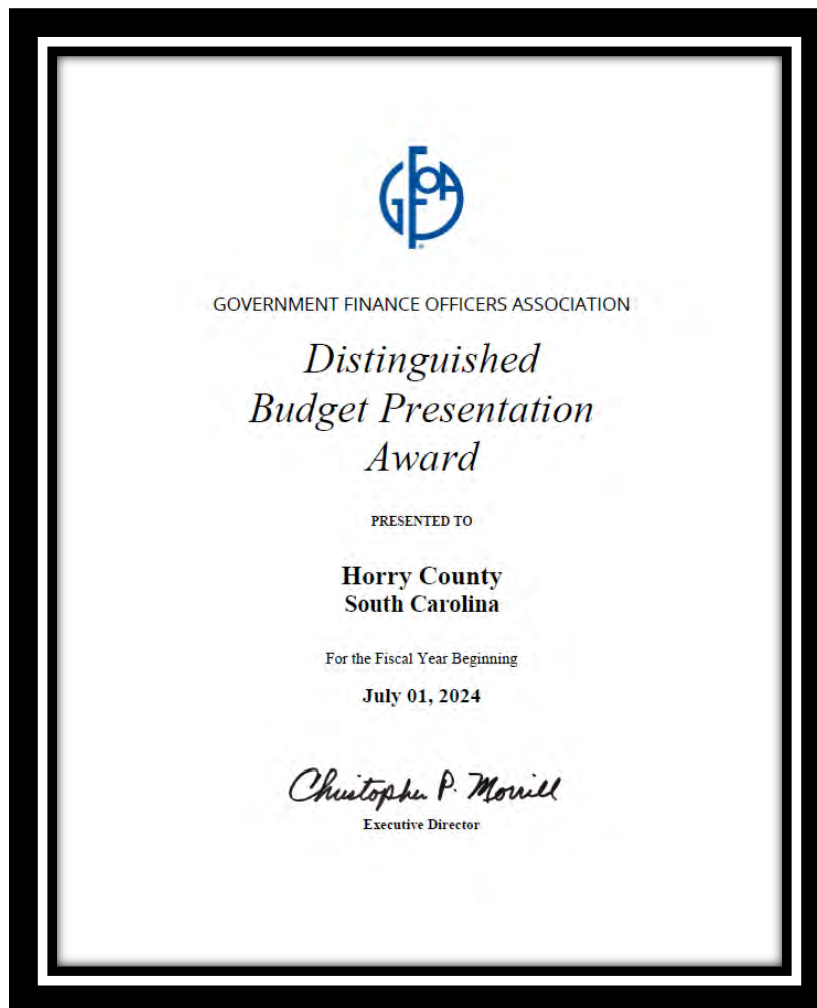 GFOA
GOVERNMENT FINANCE OFFICERS ASSOCIATION
Distinguished
Budget Presentation
Award
PRESENTED TO
Horry County
South Carolina
For the Fiscal Year Beginning
July 01, 2024
Christopher P. Morrill
Executive Director